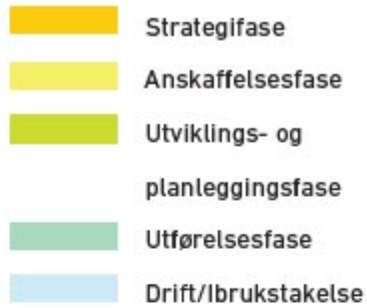 Strategifase
Anskaffelsesfase
Utviklings- og
planleggingsfase
Utførelsesfase
Drift/Ibrukstakelse